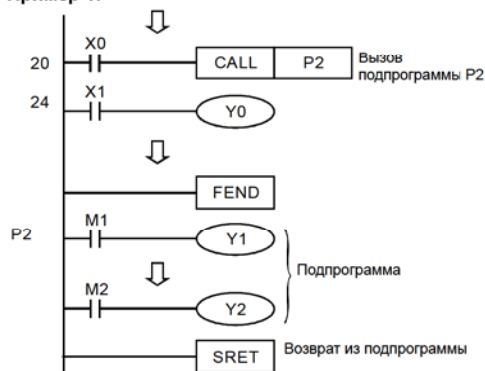 X0
20
CALL P2
Вызов
подпрограммы P2
X1
24
Y0
FEND
P2
M1
Y1
Подпрограмма
M2
Y2
SRET
Возврат из подпрограммы